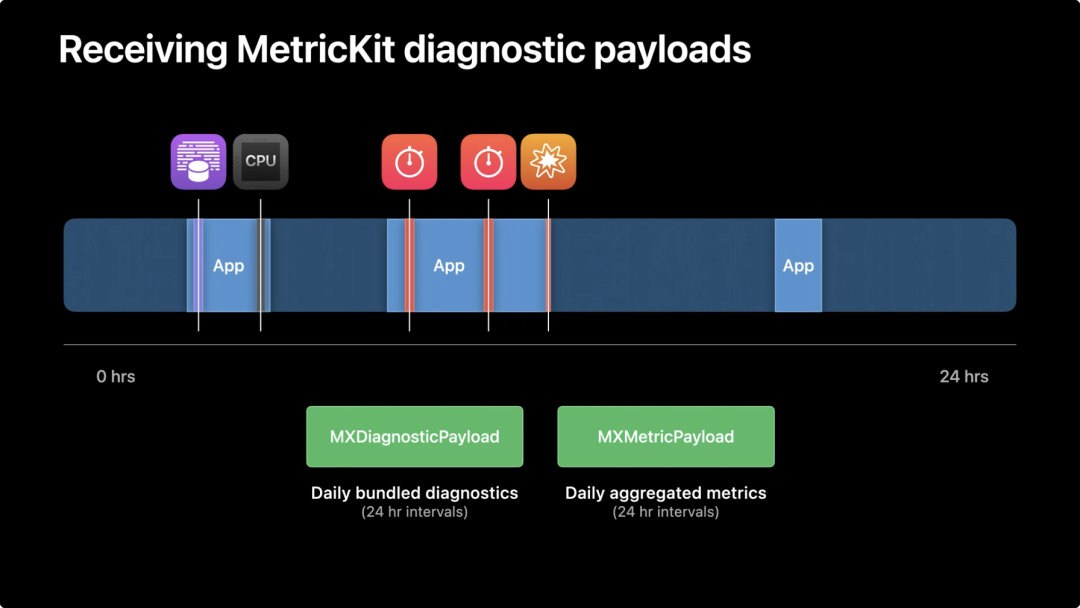 Receiving MetricKit diagnostic payloads
CPU
App
App
App
0 hrs
24 hrs
MXDiagnosticPayload
MXMetricPayload
Daily bundled diagnostics
(24 hr intervals)
Daily aggregated metrics
(24 hr intervals)